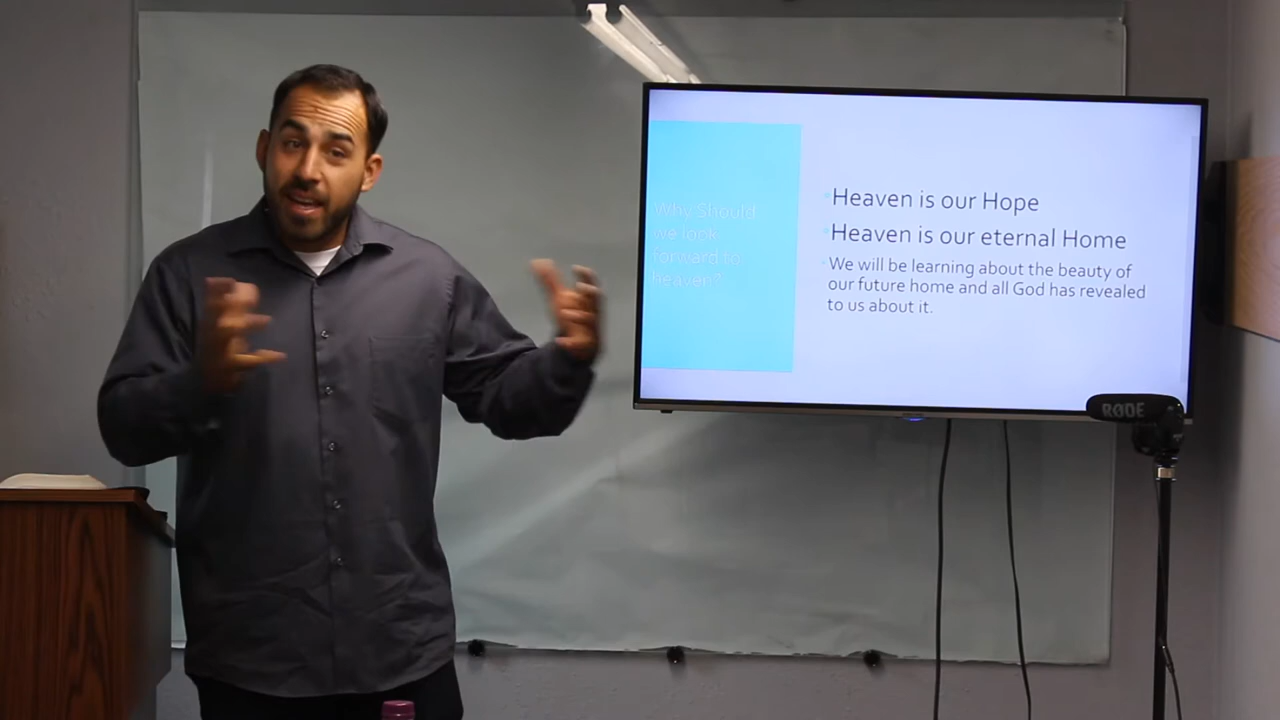 Why Should
we look
forward to
heaven?
Heaven is our Hope
Heaven is our eternal Home
We will be learning about the beauty of
our future home and all God has revealed
to us about it.
RØDE